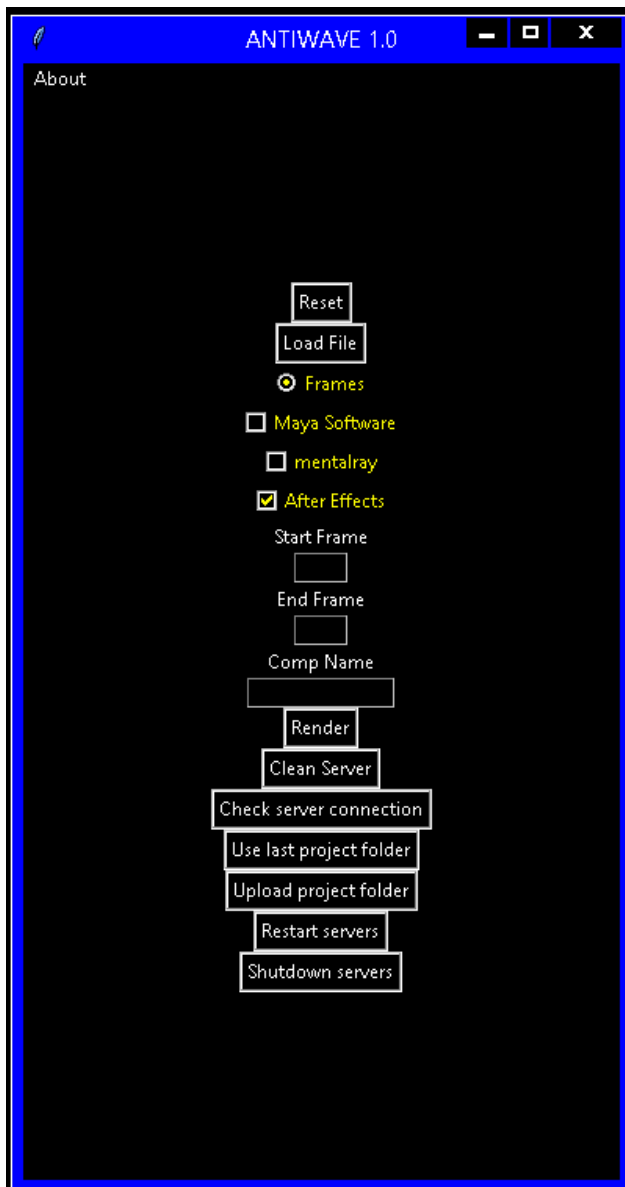 ANTIWAVE 1.0
About
Reset
Load File
Frames
Maya Software
mentalray
After Effects
Start Frame
End Frame
Comp Name
Render
Clean Server
Check server connection
Use last project folder
Upload project folder
Restart servers
Shutdown servers